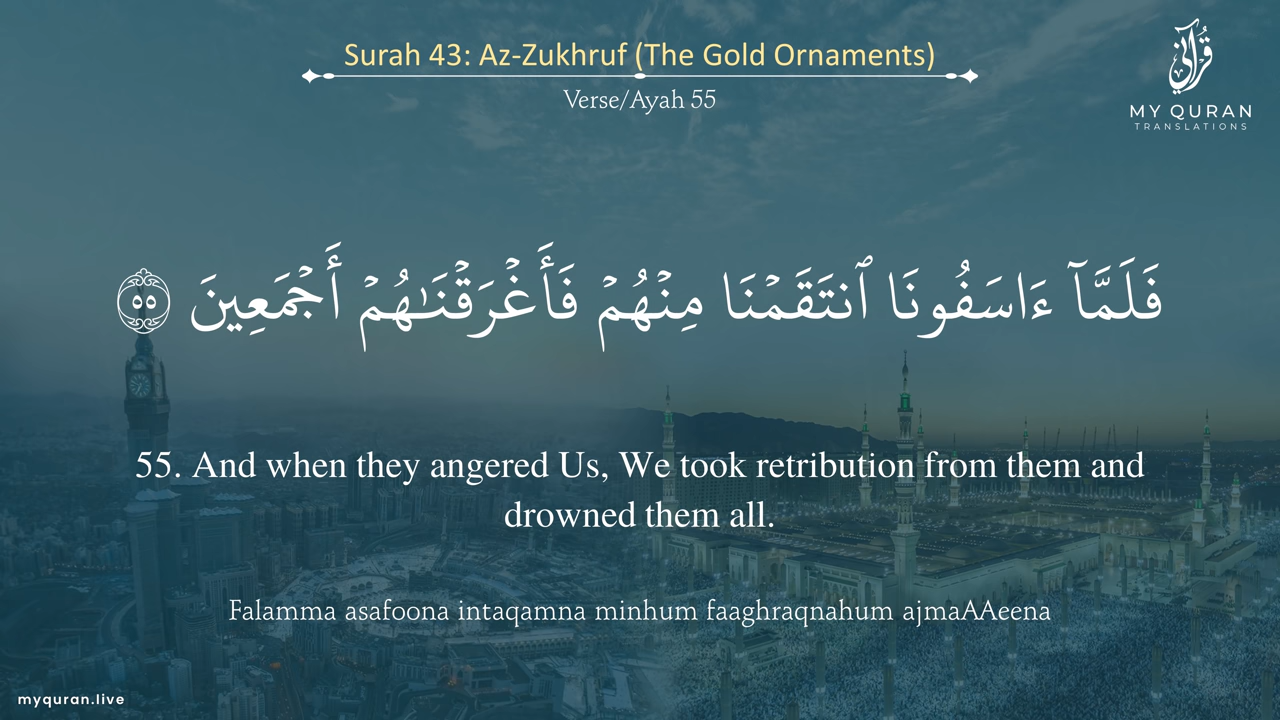 Surah 43: Az-Zukhruf (The Gold Ornaments)
Verse/Ayah 55
قرآني
MY QURAN
TRANSLATIONS
فَلَمَّآ ءَاسَفُونَا ٱنتَقَمْنَا مِنْهُمْ فَأَغْرَقْنَـٰهُمْ أَجْمَعِينَ ٥٥
55. And when they angered Us, We took retribution from them and
drowned them all.
Falamma asafoona intaqamna minhum faaghraqnahum ajmaAAeena
myquran.live